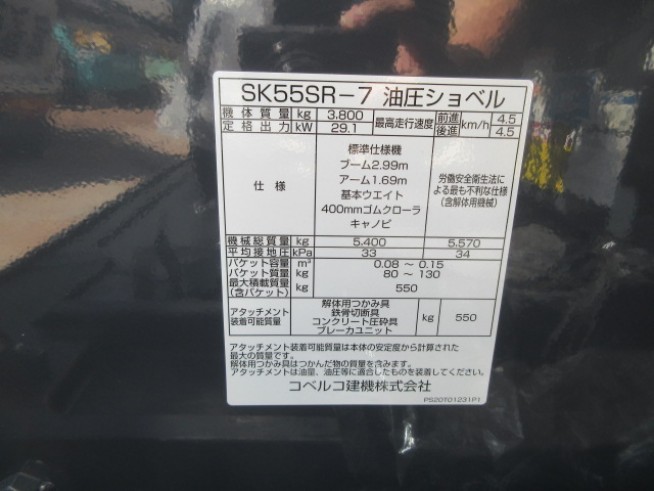 SK55SR-7 油圧ショベル
機体質量 kg 3.800 最高走行速度 前進 km/h 4.5
定格出力 kW 29.1 後進 4.5
仕様
標準仕様機
ブーム2.99m
アーム1.69m
基本ウエイト
400mmゴムクローラ
キャノピ
労働安全衛生法に
よる最も不利な仕様
(含解体用機械)
機械総質量 kg 5.400 5.570
平均接地圧 kPa 33 34
バケット容量 m³ 0.08 ~ 0.15
バケット質量 kg 80 ~ 130
最大積載質量 kg 550
(含バケット)
アタッチメント
装着可能質量
解体用つかみ具
鉄骨切断具
コンクリート圧砕具
ブレーカユニット
kg 550
アタッチメント装着可能質量は本体の安定度から計算された
最大の質量です。
解体用つかみ具はつかんだ物の質量を含みます。
アタッチメントは油量、油圧等に適合したものを装着してください。
コベルコ建機株式会社
PS20T01231P1